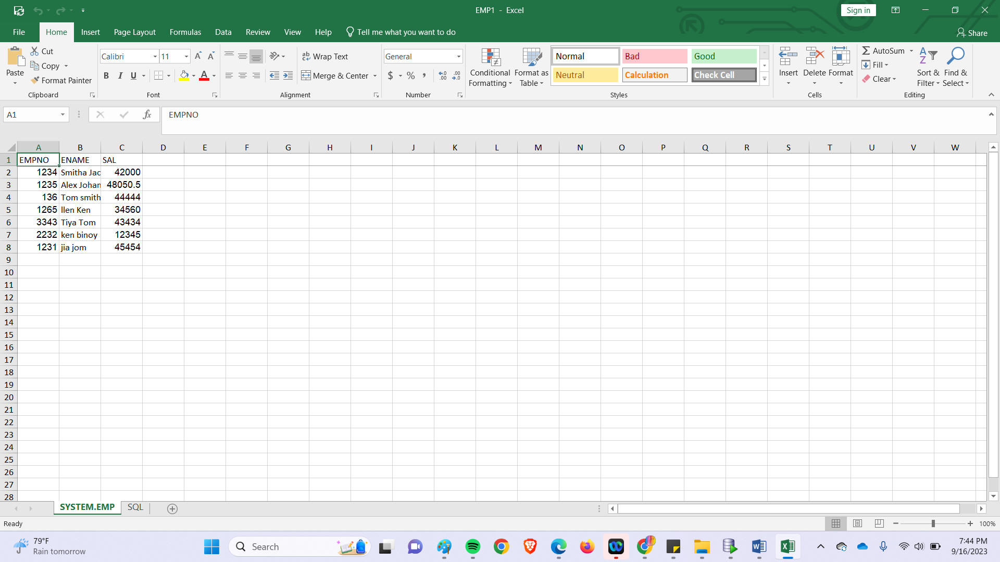 EMP1 - Excel
Sign in
File Home Insert Page Layout Formulas Data Review View Help Tell me what you want to do Share
Paste
Cut
Copy
Format Painter
Clipboard
Calibri 11
B I U A
Font
Wrap Text
Merge & Center
Alignment
General
$ % ,
Number
Conditional Formatting
Format as Table
Normal Bad Good
Neutral Calculation Check Cell
Styles
Insert Delete Format
Cells
AutoSum
Fill
Clear
Sort & Filter
Find & Select
Editing
A1 fx EMPNO
A B C D E F G H I J K L M N O P Q R S T U V W
1 EMPNO ENAME SAL
2 1234 Smitha Jac 42000
3 1235 Alex Johan 48050.5
4 136 Tom smith 44444
5 1265 llen Ken 34560
6 3343 Tiya Tom 43434
7 2232 ken binoy 12345
8 1231 jia jom 45454
9
10
11
12
13
14
15
16
17
18
19
20
21
22
23
24
25
26
27
28
SYSTEM.EMP SQL
Ready 100%
79°F
Rain tomorrow
Search
7:44 PM
9/16/2023